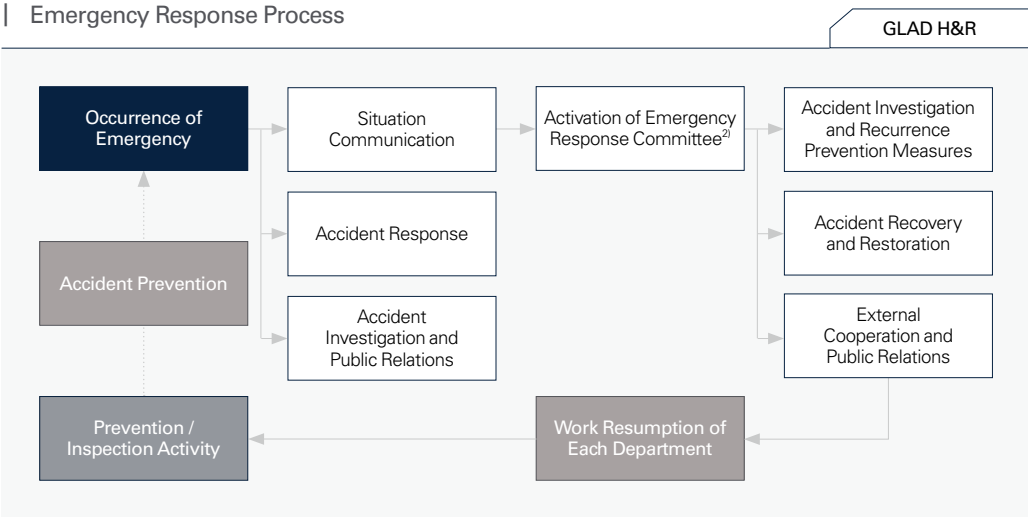 Emergency Response Process
GLAD H&R
Occurrence of
Emergency
Situation
Communication
Activation of Emergency
Response Committee2)
Accident Investigation
and Recurrence
Prevention Measures
Accident Response
Accident Recovery
and Restoration
Accident Prevention
Accident
Investigation and
Public Relations
External
Cooperation and
Public Relations
Prevention /
Inspection Activity
Work Resumption of
Each Department